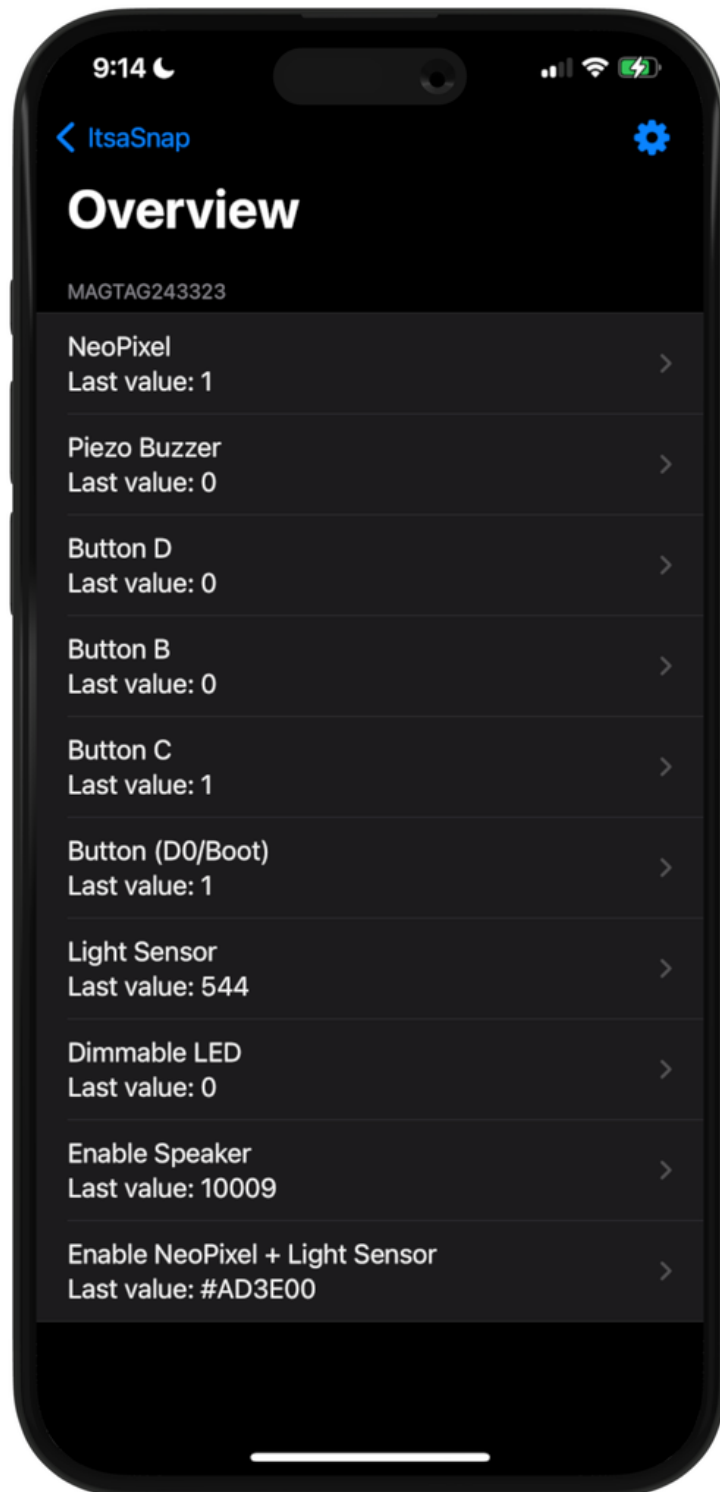 9:14
ItsaSnap
Overview
MAGTAG243323
NeoPixel
Last value: 1
Piezo Buzzer
Last value: 0
Button D
Last value: 0
Button B
Last value: 0
Button C
Last value: 1
Button (D0/Boot)
Last value: 1
Light Sensor
Last value: 544
Dimmable LED
Last value: 0
Enable Speaker
Last value: 10009
Enable NeoPixel + Light Sensor
Last value: #AD3E00